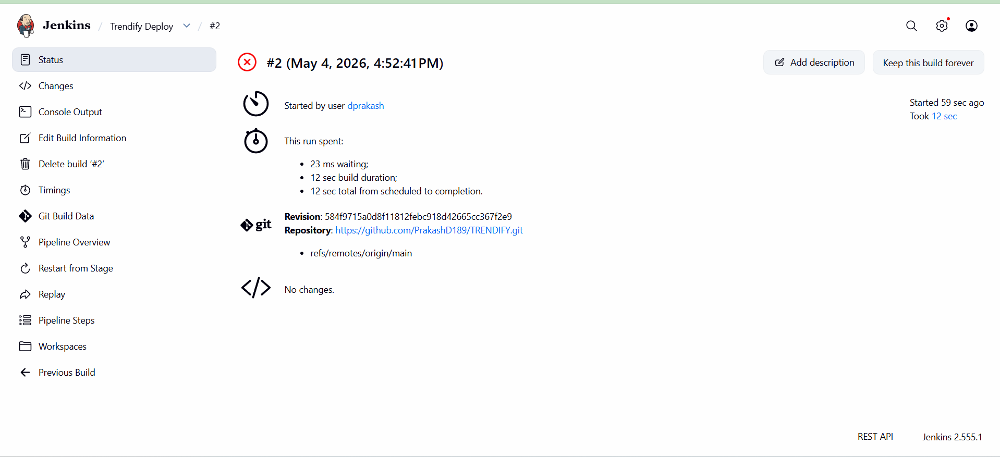 Jenkins / Trendify Deploy / #2
Status
Changes
Console Output
Edit Build Information
Delete build ‘#2’
Timings
Git Build Data
Pipeline Overview
Restart from Stage
Replay
Pipeline Steps
Workspaces
Previous Build
#2 (May 4, 2026, 4:52:41 PM)
Add description
Keep this build forever
Started by user dprakash
Started 59 sec ago
Took 12 sec
This run spent:
• 23 ms waiting;
• 12 sec build duration;
• 12 sec total from scheduled to completion.
git
Revision: 584f9715a0d8f11812febc918d42665cc367f2e9
Repository: https://github.com/PrakashD189/TRENDIFY.git
• refs/remotes/origin/main
No changes.
REST API
Jenkins 2.555.1